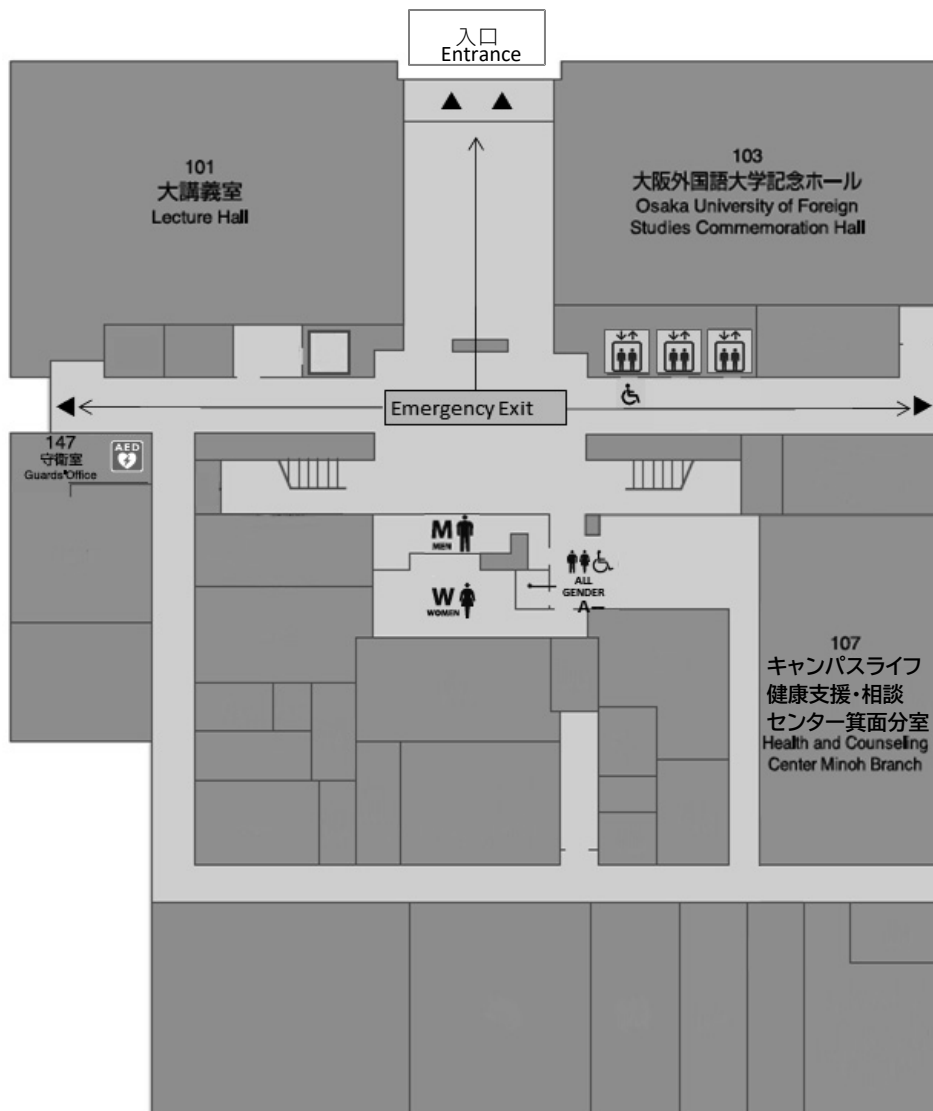 入口
Entrance
101
大講義室
Lecture Hall
103
大阪外国語大学記念ホール
Osaka University of Foreign
Studies Commemoration Hall
Emergency Exit
147
守衛室
Guards' Office
AED
M
MEN
W
WOMEN
ALL
GENDER
A
107
キャンパスライフ
健康支援・相談
センター箕面分室
Health and Counseling
Center Minoh Branch